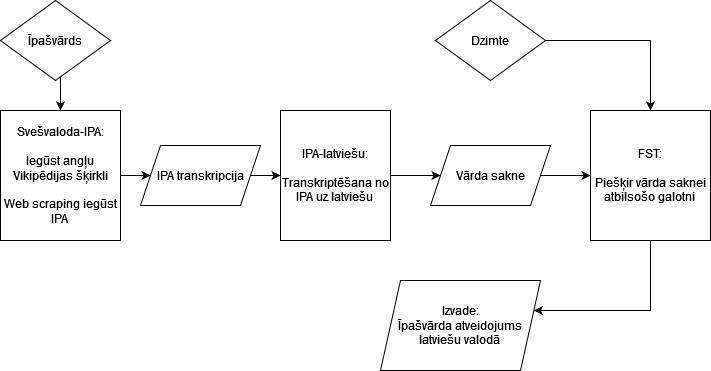 Īpašvārds
Dzimte
Svešvaloda-IPA:
Iegūst angļu
Vikipēdijas šķirkli
Web scraping iegūst
IPA
IPA transkripcija
IPA-latviešu:
Transkriptēšana no
IPA uz latviešu
Vārda sakne
FST:
Piešķir vārda saknei
atbilsošo galotni
Izvade:
Īpašvārda atveidojums
latviešu valodā